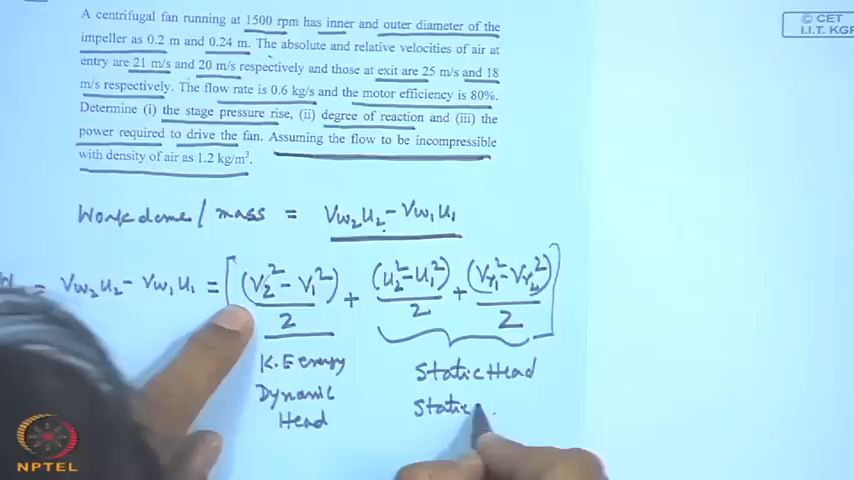 A centrifugal fan running at 1500 rpm has inner and outer diameter of the
impeller as 0.2 m and 0.24 m. The absolute and relative velocities of air at
entry are 21 m/s and 20 m/s respectively and those at exit are 25 m/s and 18
m/s respectively. The flow rate is 0.6 kg/s and the motor efficiency is 80%.
Determine (i) the stage pressure rise, (ii) degree of reaction and (iii) the
power required to drive the fan. Assuming the flow to be incompressible
with density of air as 1.2 kg/m³.
© CET
I.I.T. KGP
Workdone / mass = Vw₂U₂ - Vw₁U₁
= Vw₂U₂ - Vw₁U₁ = [(V₂² - V₁²)/2 + (U₂² - U₁²)/2 + (Vr₁² - Vr₂²)/2]
K.Eenergy
Dynamic
Head
Static Head
Static
NPTEL